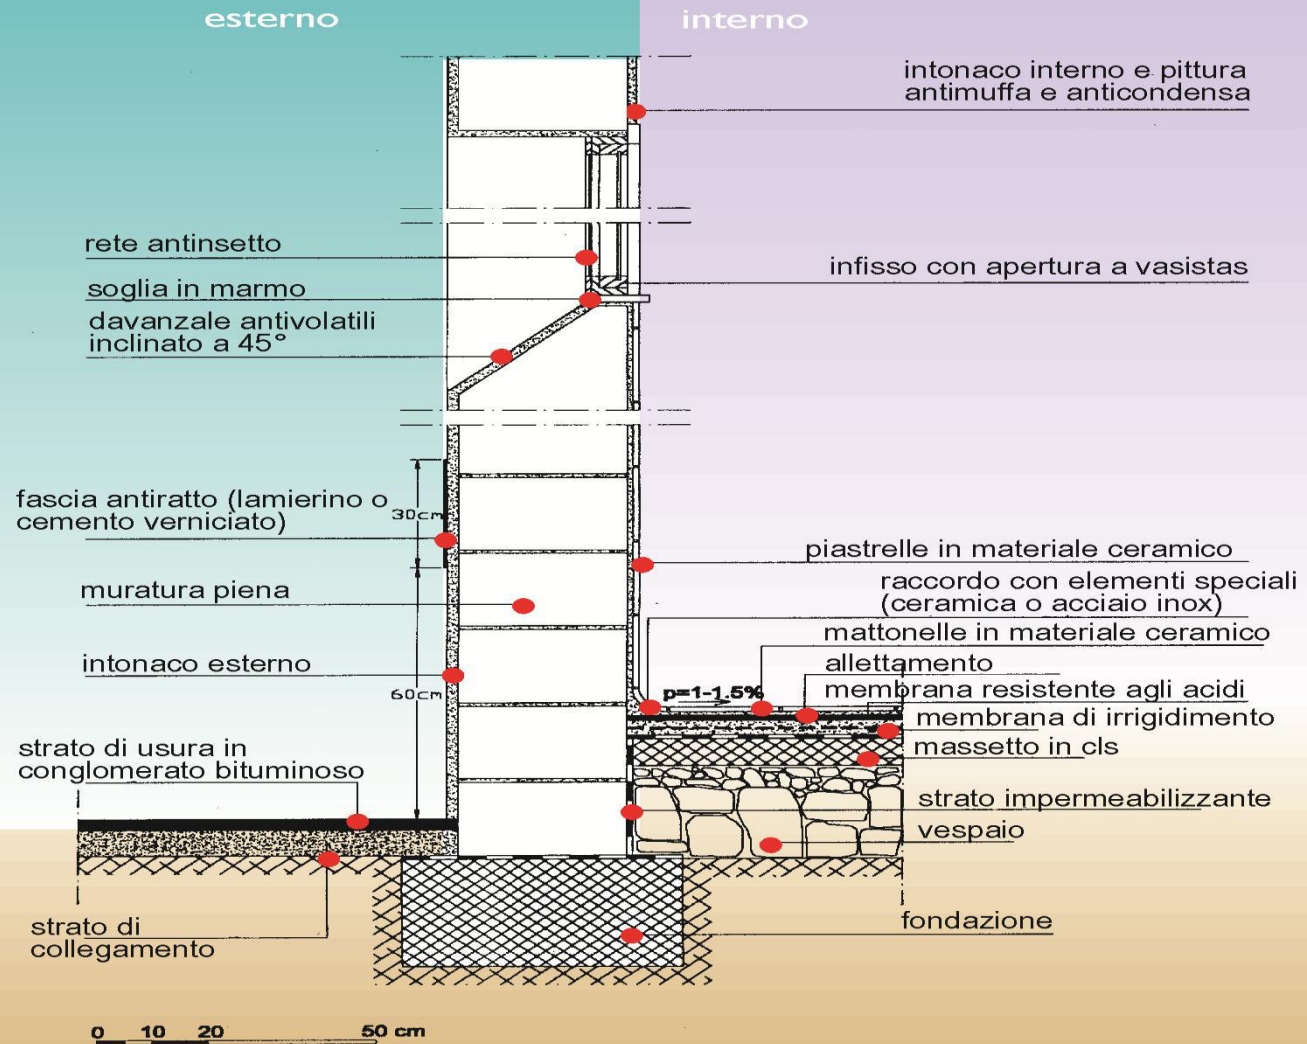 esterno
interno
intonaco interno e pittura
antimuffa e anticondensa
rete antinsetto
infisso con apertura a vasistas
soglia in marmo
davanzale antivolatili
inclinato a 45°
fascia antiratto (lamierino o
cemento verniciato)
30cm
piastrelle in materiale ceramico
muratura piena
raccordo con elementi speciali
(ceramica o acciaio inox)
mattonelle in materiale ceramico
intonaco esterno
allettamento
60cm
p=1-1.5%
membrana resistente agli acidi
membrana di irrigidimento
strato di usura in
conglomerato bituminoso
massetto in cls
strato impermeabilizzante
vespaio
strato di
collegamento
fondazione
0 10 20 50 cm